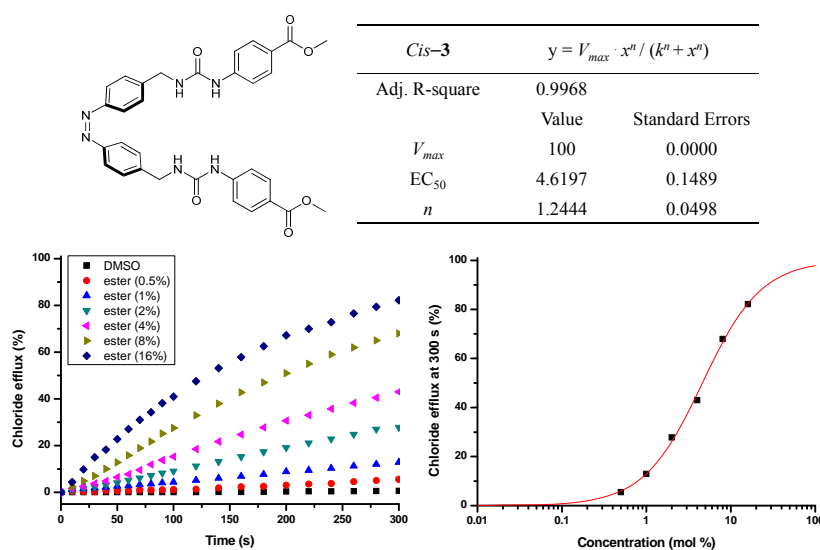 O
O
O
N
H
N
H
N
N
N
H
N
H
O
O
O
Cis–3 y = Vmax · xⁿ / (kⁿ + xⁿ)
Adj. R-square 0.9968
Value Standard Errors
Vmax 100 0.0000
EC50 4.6197 0.1489
n 1.2444 0.0498
DMSO
ester (0.5%)
ester (1%)
ester (2%)
ester (4%)
ester (8%)
ester (16%)
100
80
60
40
20
0
Chloride efflux (%)
0 50 100 150 200 250 300
Time (s)
100
80
60
40
20
0
Chloride efflux at 300 s (%)
0.01 0.1 1 10 100
Concentration (mol %)